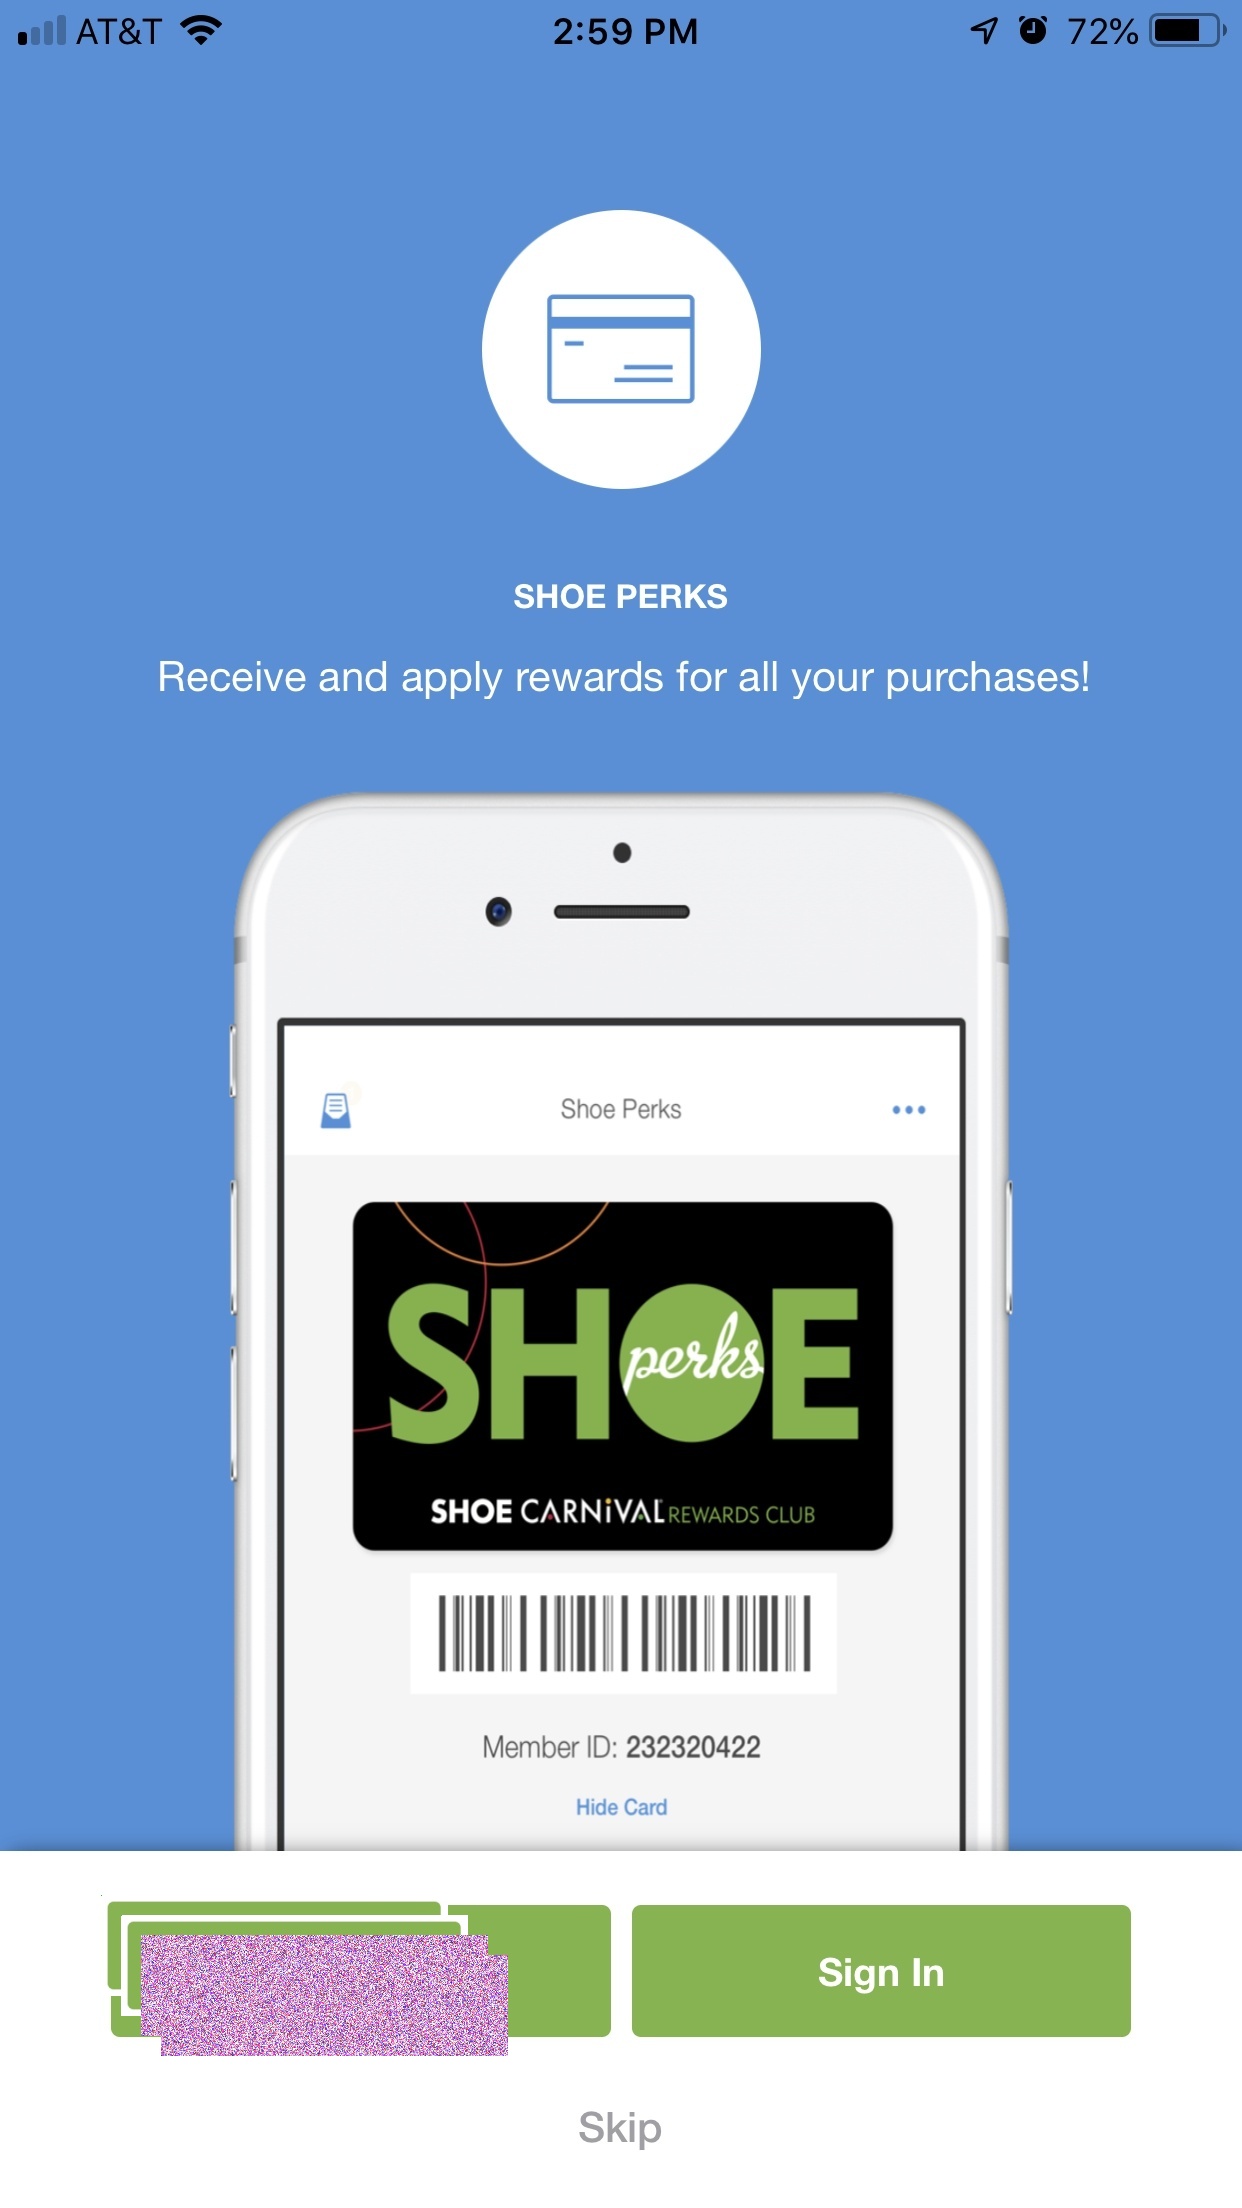 AT&T 2:59 PM 72%
SHOE PERKS
Receive and apply rewards for all your purchases!
Shoe Perks
SHOE
perks
SHOE CARNiVAL REWARDS CLUB
Member ID: 232320422
Hide Card
Sign In
Skip